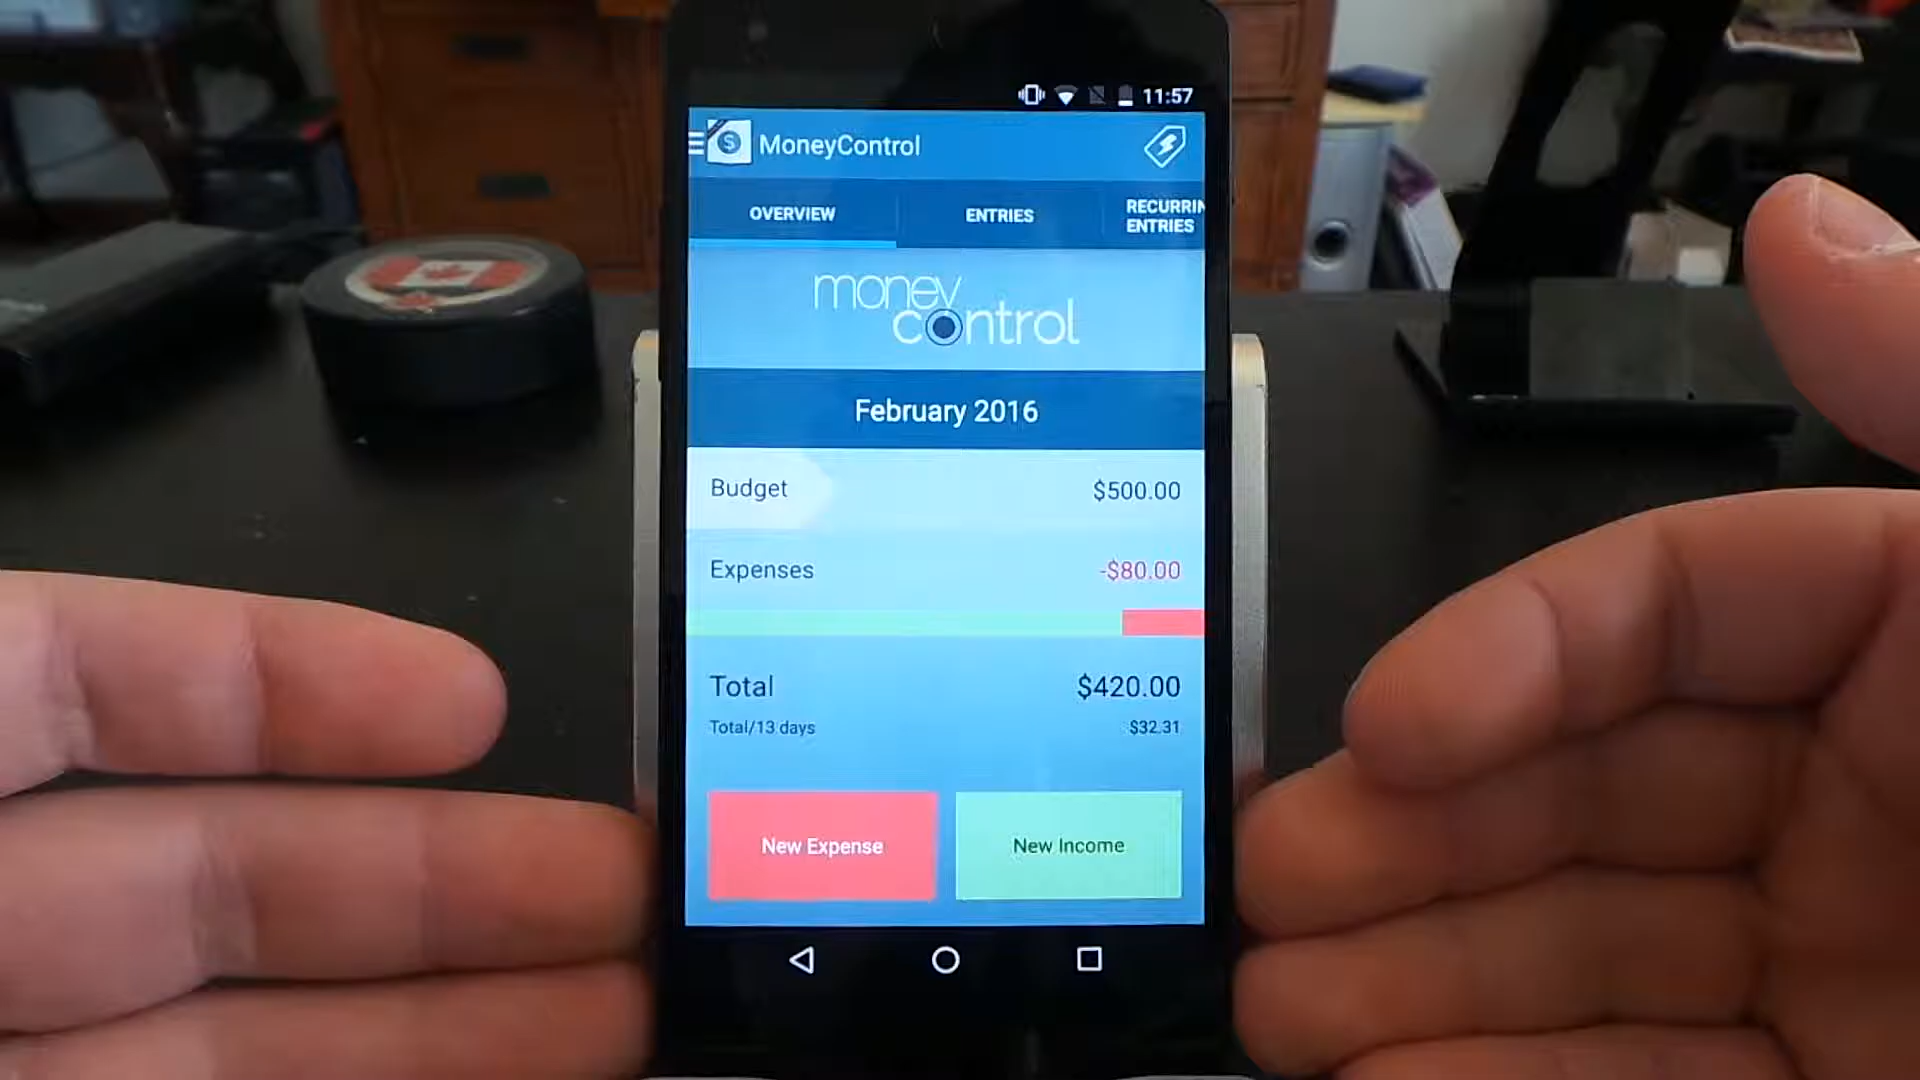 11:57
MoneyControl
OVERVIEW
ENTRIES
RECURRIN
ENTRIES
money
control
February 2016
Budget
$500.00
Expenses
-$80.00
Total
$420.00
Total/13 days
$32.31
New Expense
New Income